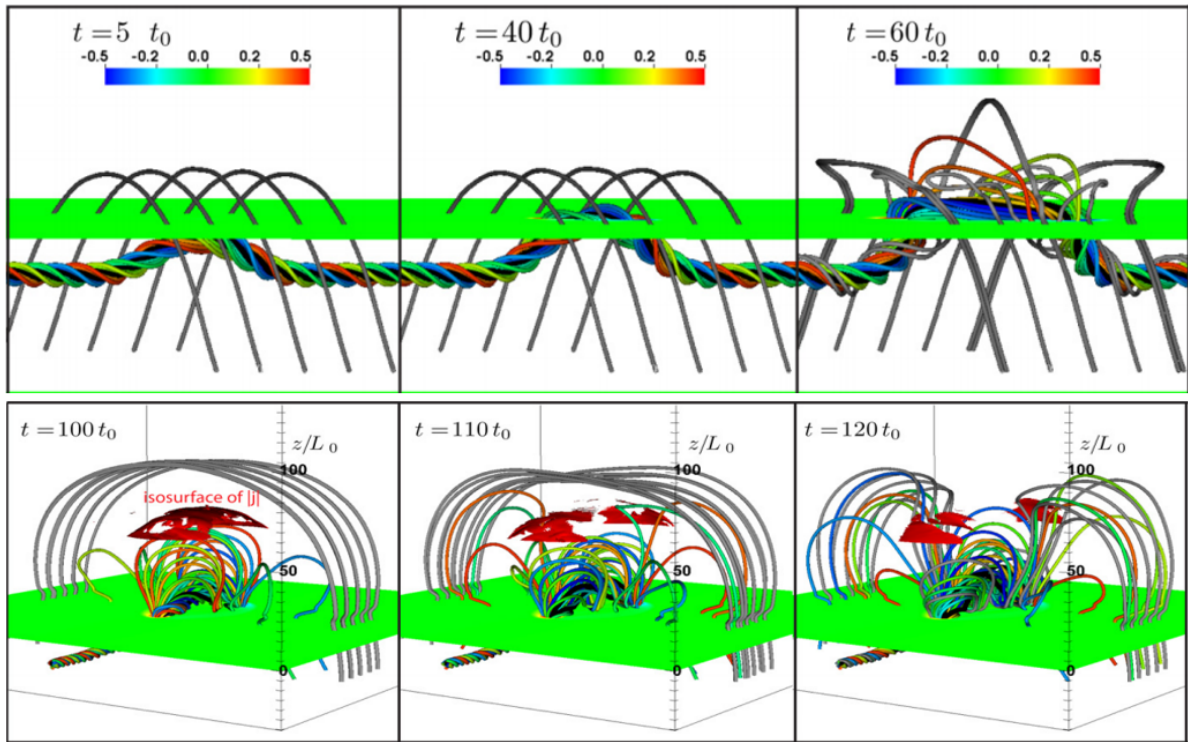 t = 5 t₀
-0.5 -0.2 0.0 0.2 0.5
t = 40 t₀
-0.5 -0.2 0.0 0.2 0.5
t = 60 t₀
-0.5 -0.2 0.0 0.2 0.5
t = 100 t₀
z/L₀
100
isosurface of |j|
50
0
t = 110 t₀
z/L₀
100
50
0
t = 120 t₀
z/L₀
100
50
0